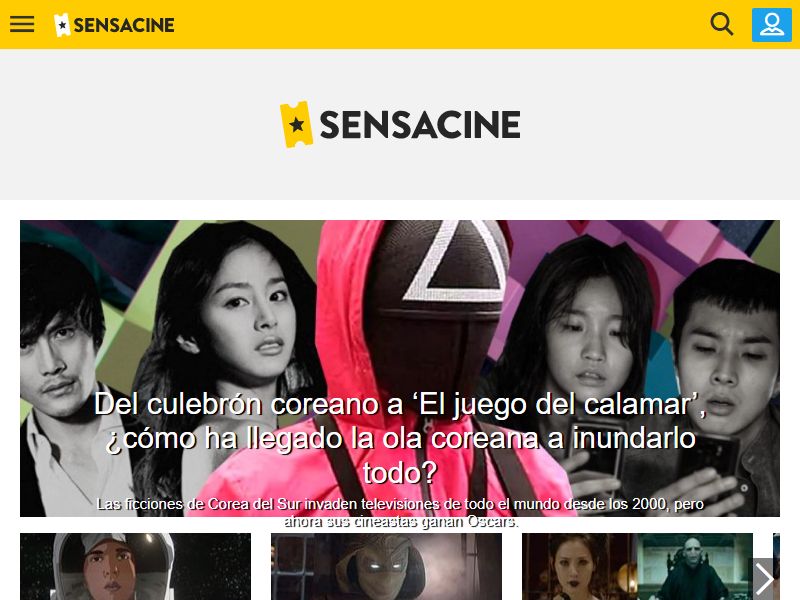 SENSACINE
SENSACINE
Del culebrón coreano a ‘El juego del calamar’,
¿cómo ha llegado la ola coreana a inundarlo
todo?
Las ficciones de Corea del Sur invaden televisiones de todo el mundo desde los 2000, pero
ahora sus cineastas ganan Oscars.